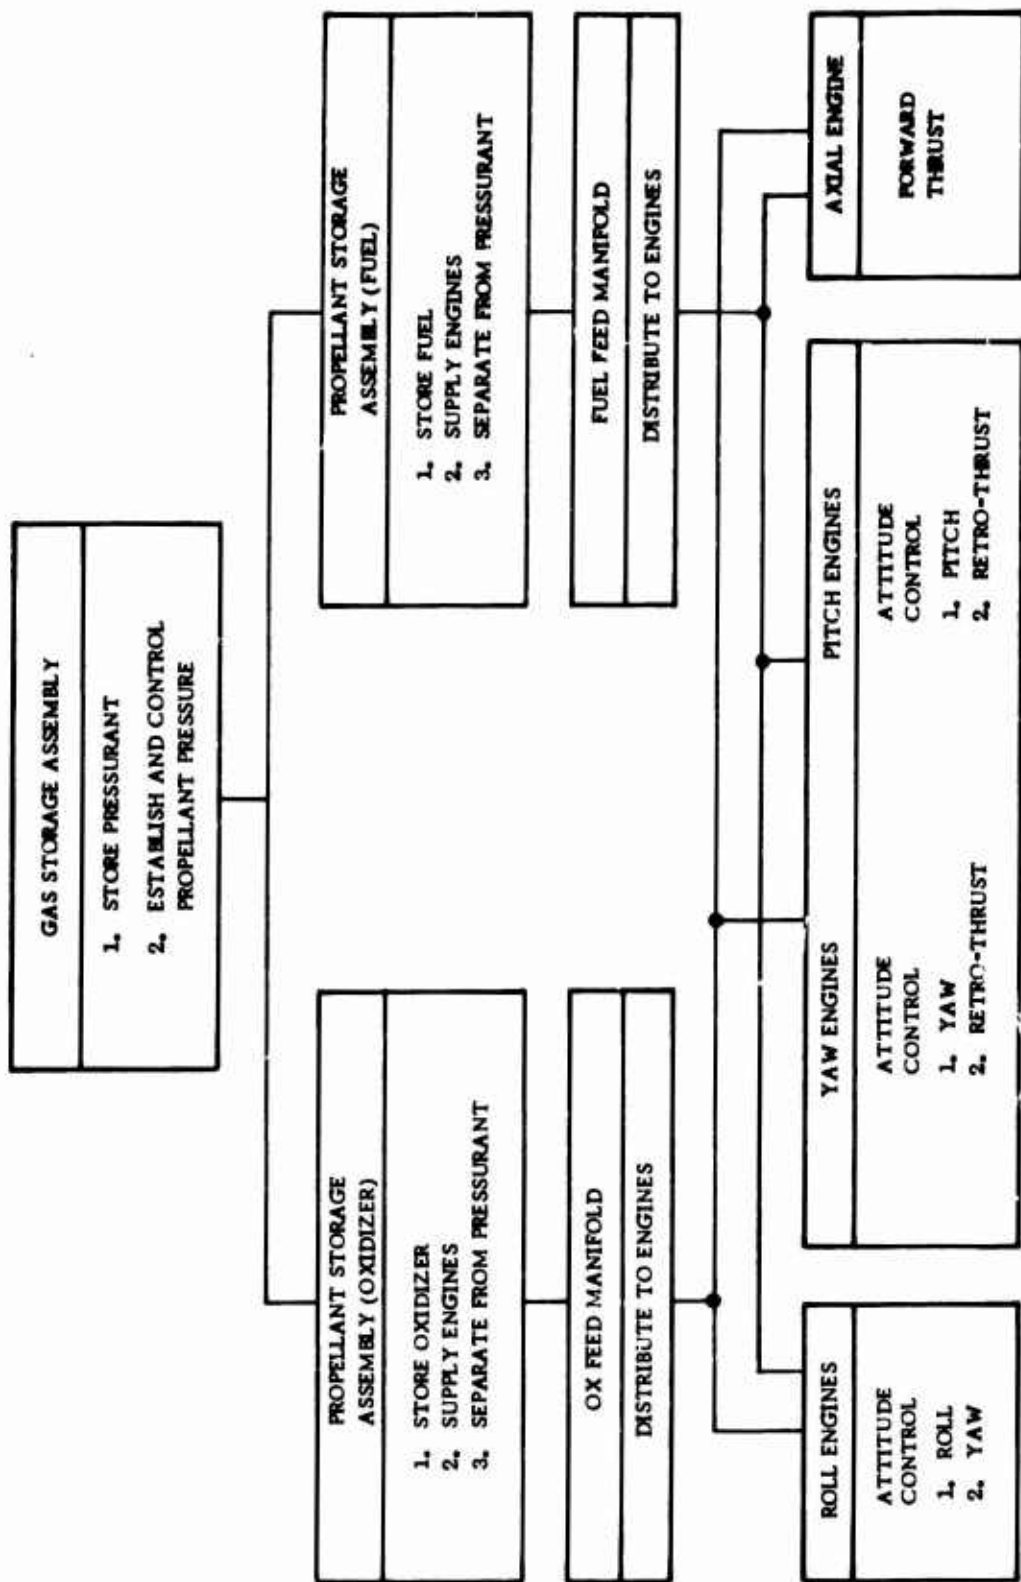 GAS STORAGE ASSEMBLY
1. STORE PRESSURANT
2. ESTABLISH AND CONTROL
PROPELLANT PRESSURE
PROPELLANT STORAGE
ASSEMBLY (OXIDIZER)
1. STORE OXIDIZER
2. SUPPLY ENGINES
3. SEPARATE FROM PRESSURANT
PROPELLANT STORAGE
ASSEMBLY (FUEL)
1. STORE FUEL
2. SUPPLY ENGINES
3. SEPARATE FROM PRESSURANT
OX FEED MANIFOLD
DISTRIBUTE TO ENGINES
FUEL FEED MANIFOLD
DISTRIBUTE TO ENGINES
ROLL ENGINES
ATTITUDE
CONTROL
1. ROLL
2. YAW
YAW ENGINES
ATTITUDE
CONTROL
1. YAW
2. RETRO-THRUST
PITCH ENGINES
ATTITUDE
CONTROL
1. PITCH
2. RETRO-THRUST
AXIAL ENGINE
FORWARD
THRUST